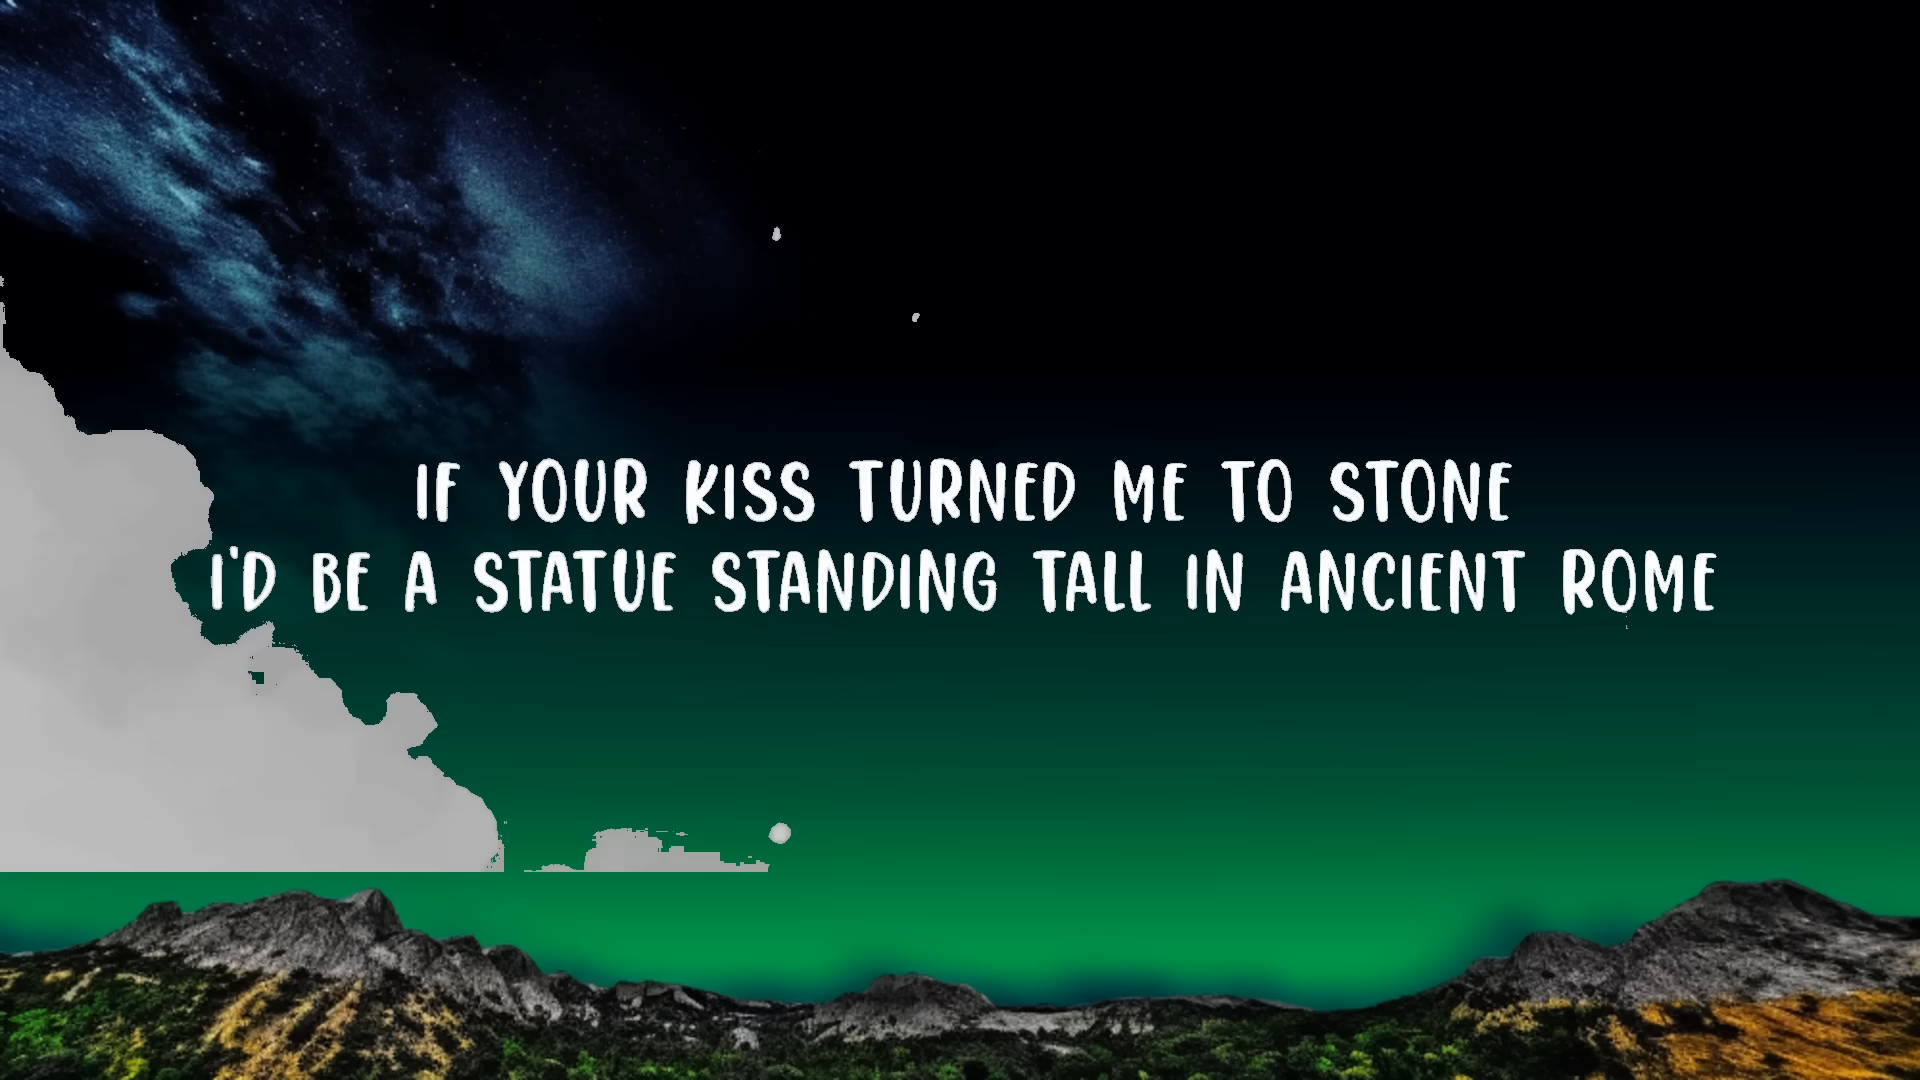 IF YOUR KISS TURNED ME TO STONE
I'D BE A STATUE STANDING TALL IN ANCIENT ROME